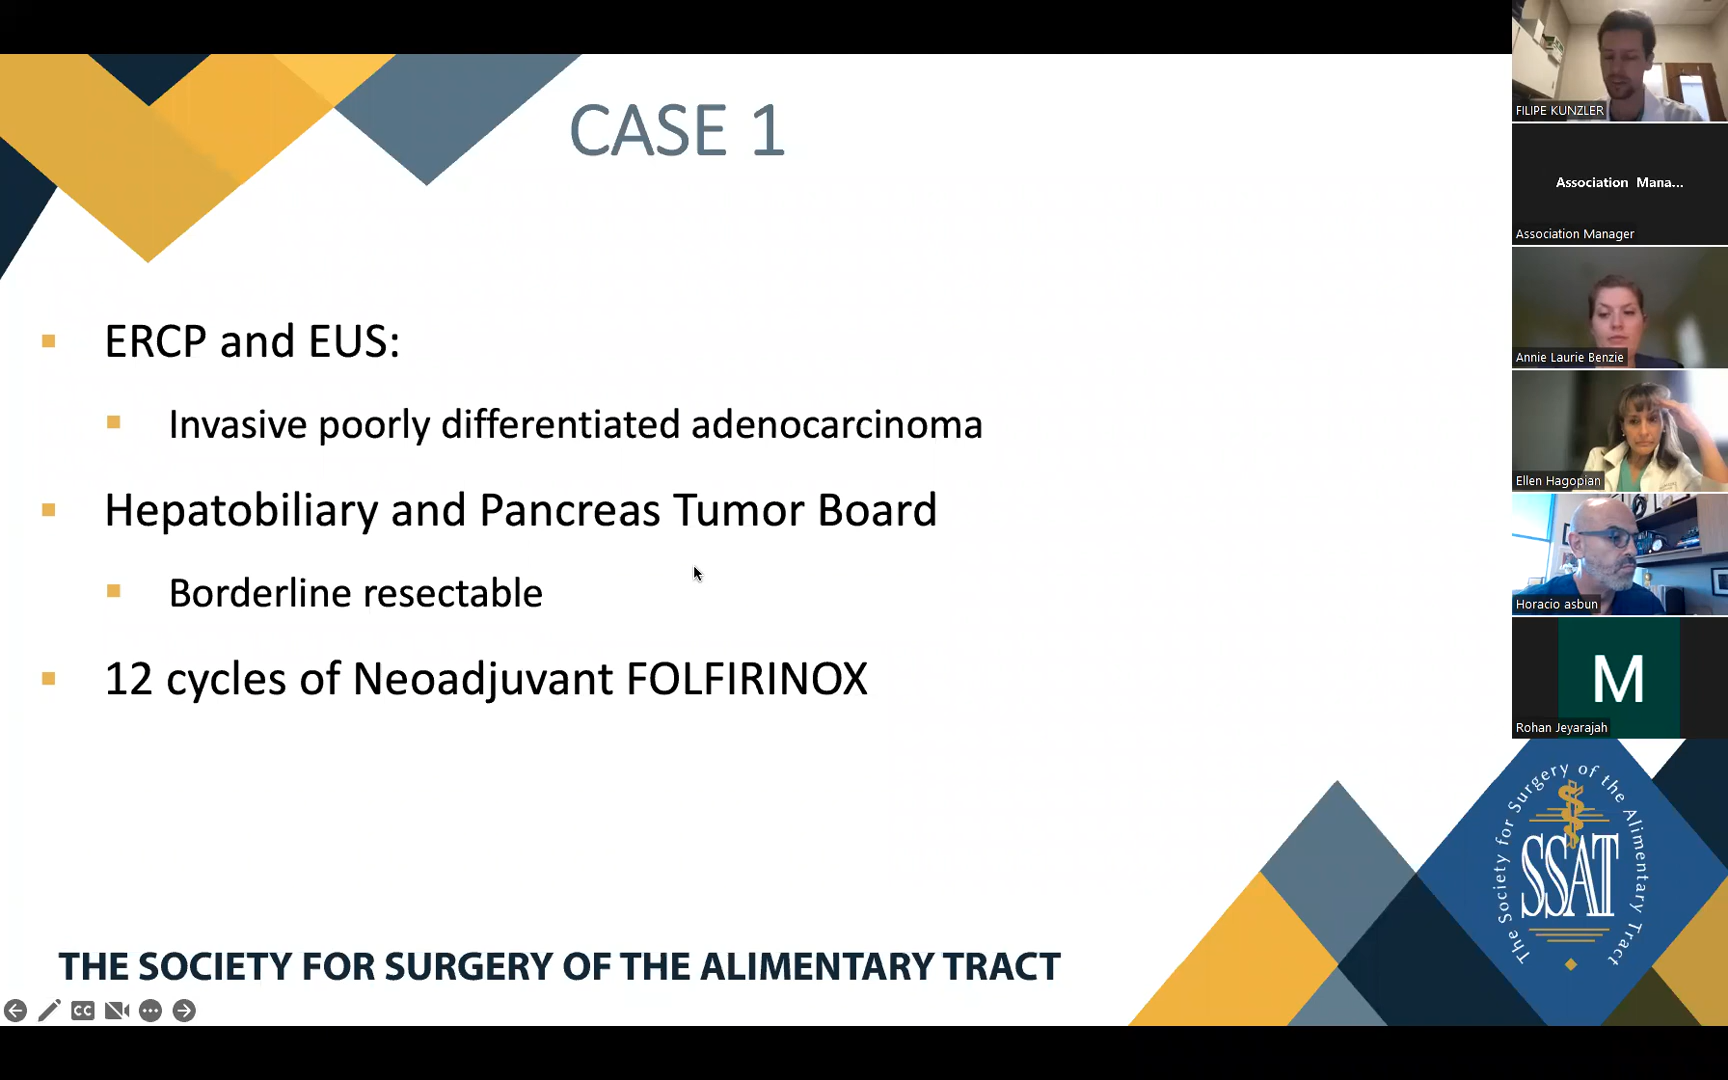 CASE 1
ERCP and EUS:
Invasive poorly differentiated adenocarcinoma
Hepatobiliary and Pancreas Tumor Board
Borderline resectable
12 cycles of Neoadjuvant FOLFIRINOX
THE SOCIETY FOR SURGERY OF THE ALIMENTARY TRACT
CC
FILIPE KUNZLER
Association Mana...
Association Manager
Annie Laurie Benzie
Ellen Hagopian
Horacio asbun
M
Rohan Jeyarajah
The Society for Surgery of the Alimentary Tract
SSAT